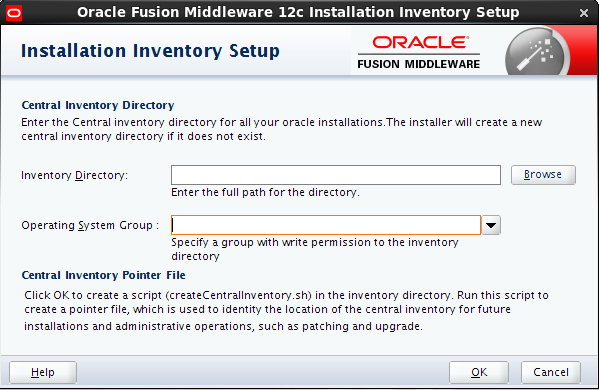 Oracle Fusion Middleware 12c Installation Inventory Setup
Installation Inventory Setup
ORACLE
FUSION MIDDLEWARE
Central Inventory Directory
Enter the Central inventory directory for all your oracle installations.The installer will create a new
central inventory directory if it does not exist.
Inventory Directory:
Browse
Enter the full path for the directory.
Operating System Group :
Specify a group with write permission to the inventory
directory
Central Inventory Pointer File
Click OK to create a script (createCentralInventory.sh) in the inventory directory. Run this script to
create a pointer file, which is used to identity the location of the central inventory for future
installations and administrative operations, such as patching and upgrade.
Help
OK
Cancel